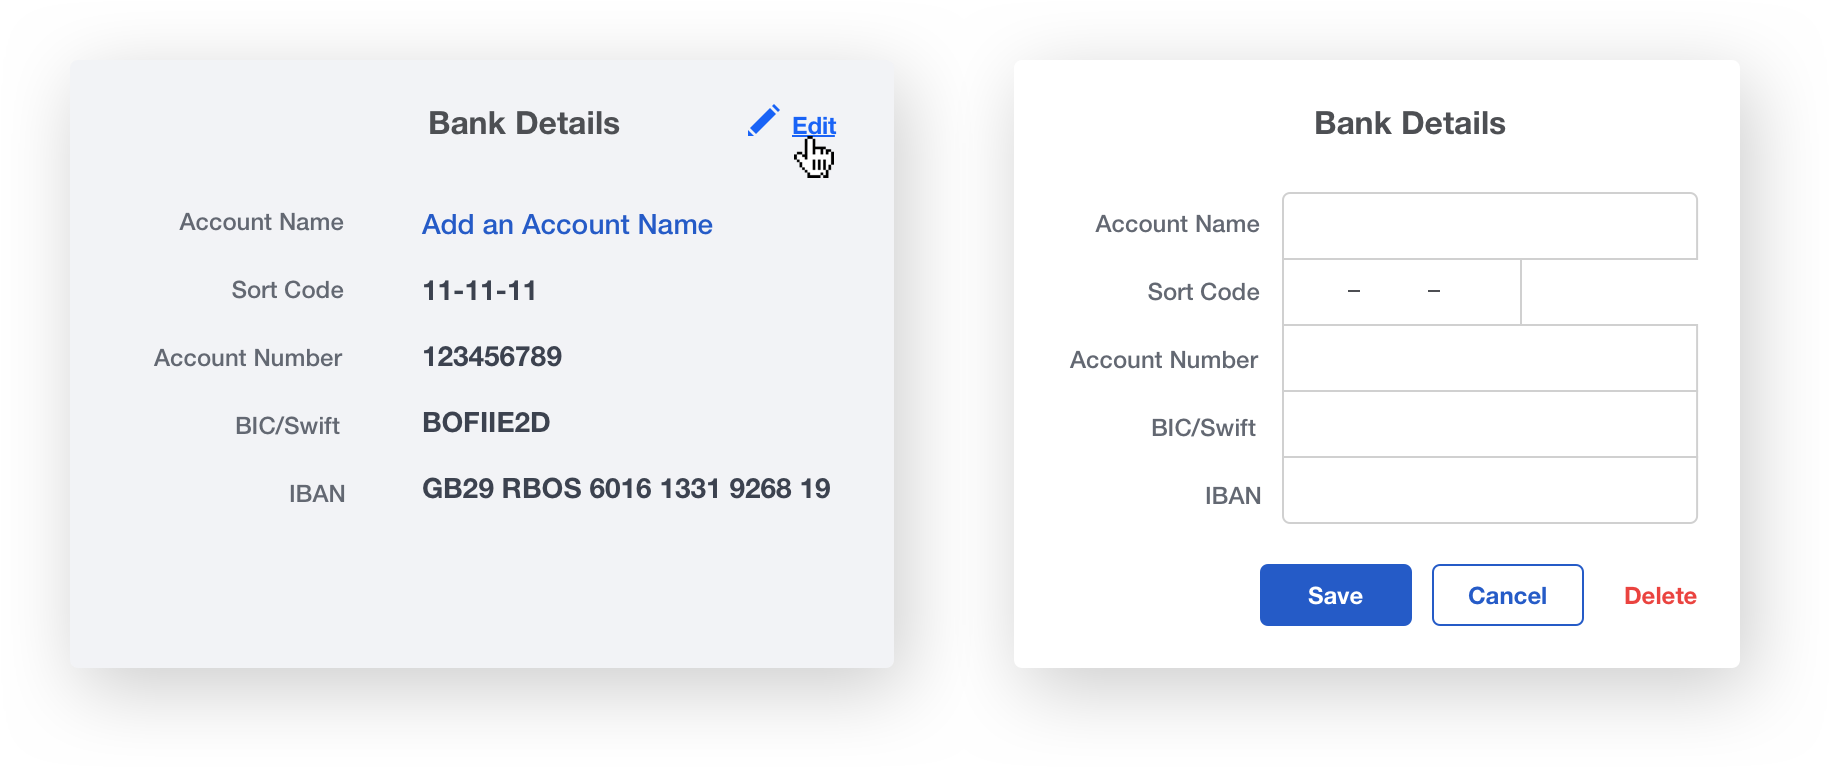 Bank Details
Edit
Account Name
Add an Account Name
Sort Code
11-11-11
Account Number
123456789
BIC/Swift
BOFIIE2D
IBAN
GB29 RBOS 6016 1331 9268 19
Bank Details
Account Name
Sort Code
– –
Account Number
BIC/Swift
IBAN
Save
Cancel
Delete